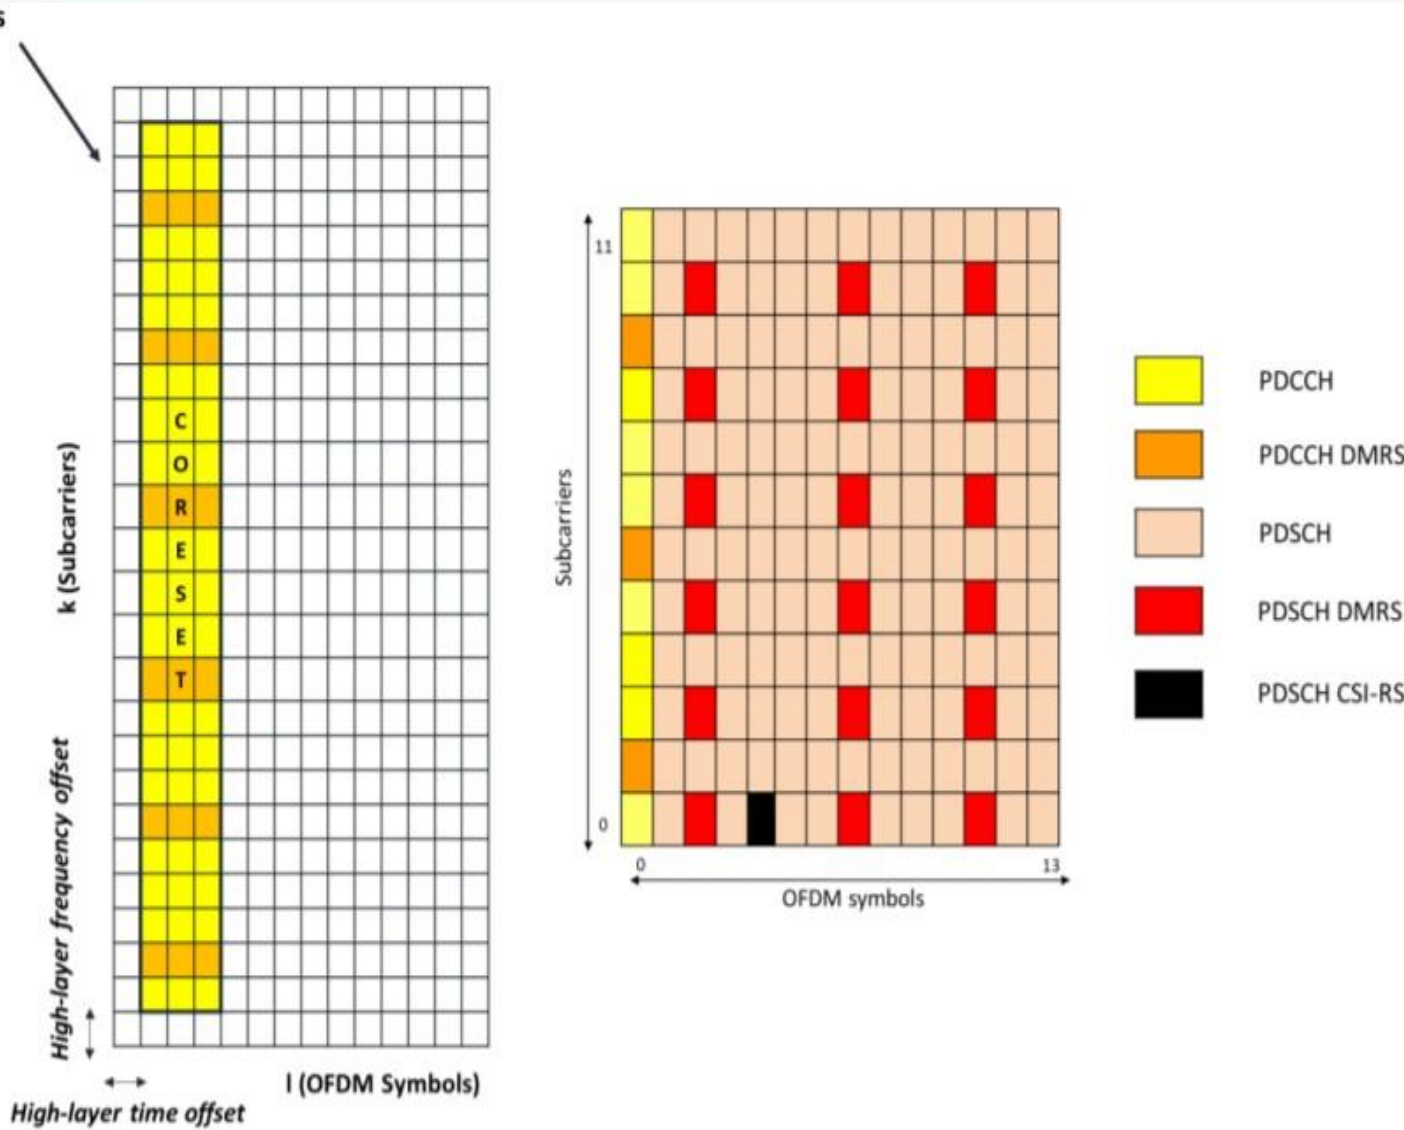 s
k (Subcarriers)
C
O
R
E
S
E
T
High-layer frequency offset
l (OFDM Symbols)
High-layer time offset
11
Subcarriers
0
0
13
OFDM symbols
PDCCH
PDCCH DMRS
PDSCH
PDSCH DMRS
PDSCH CSI-RS